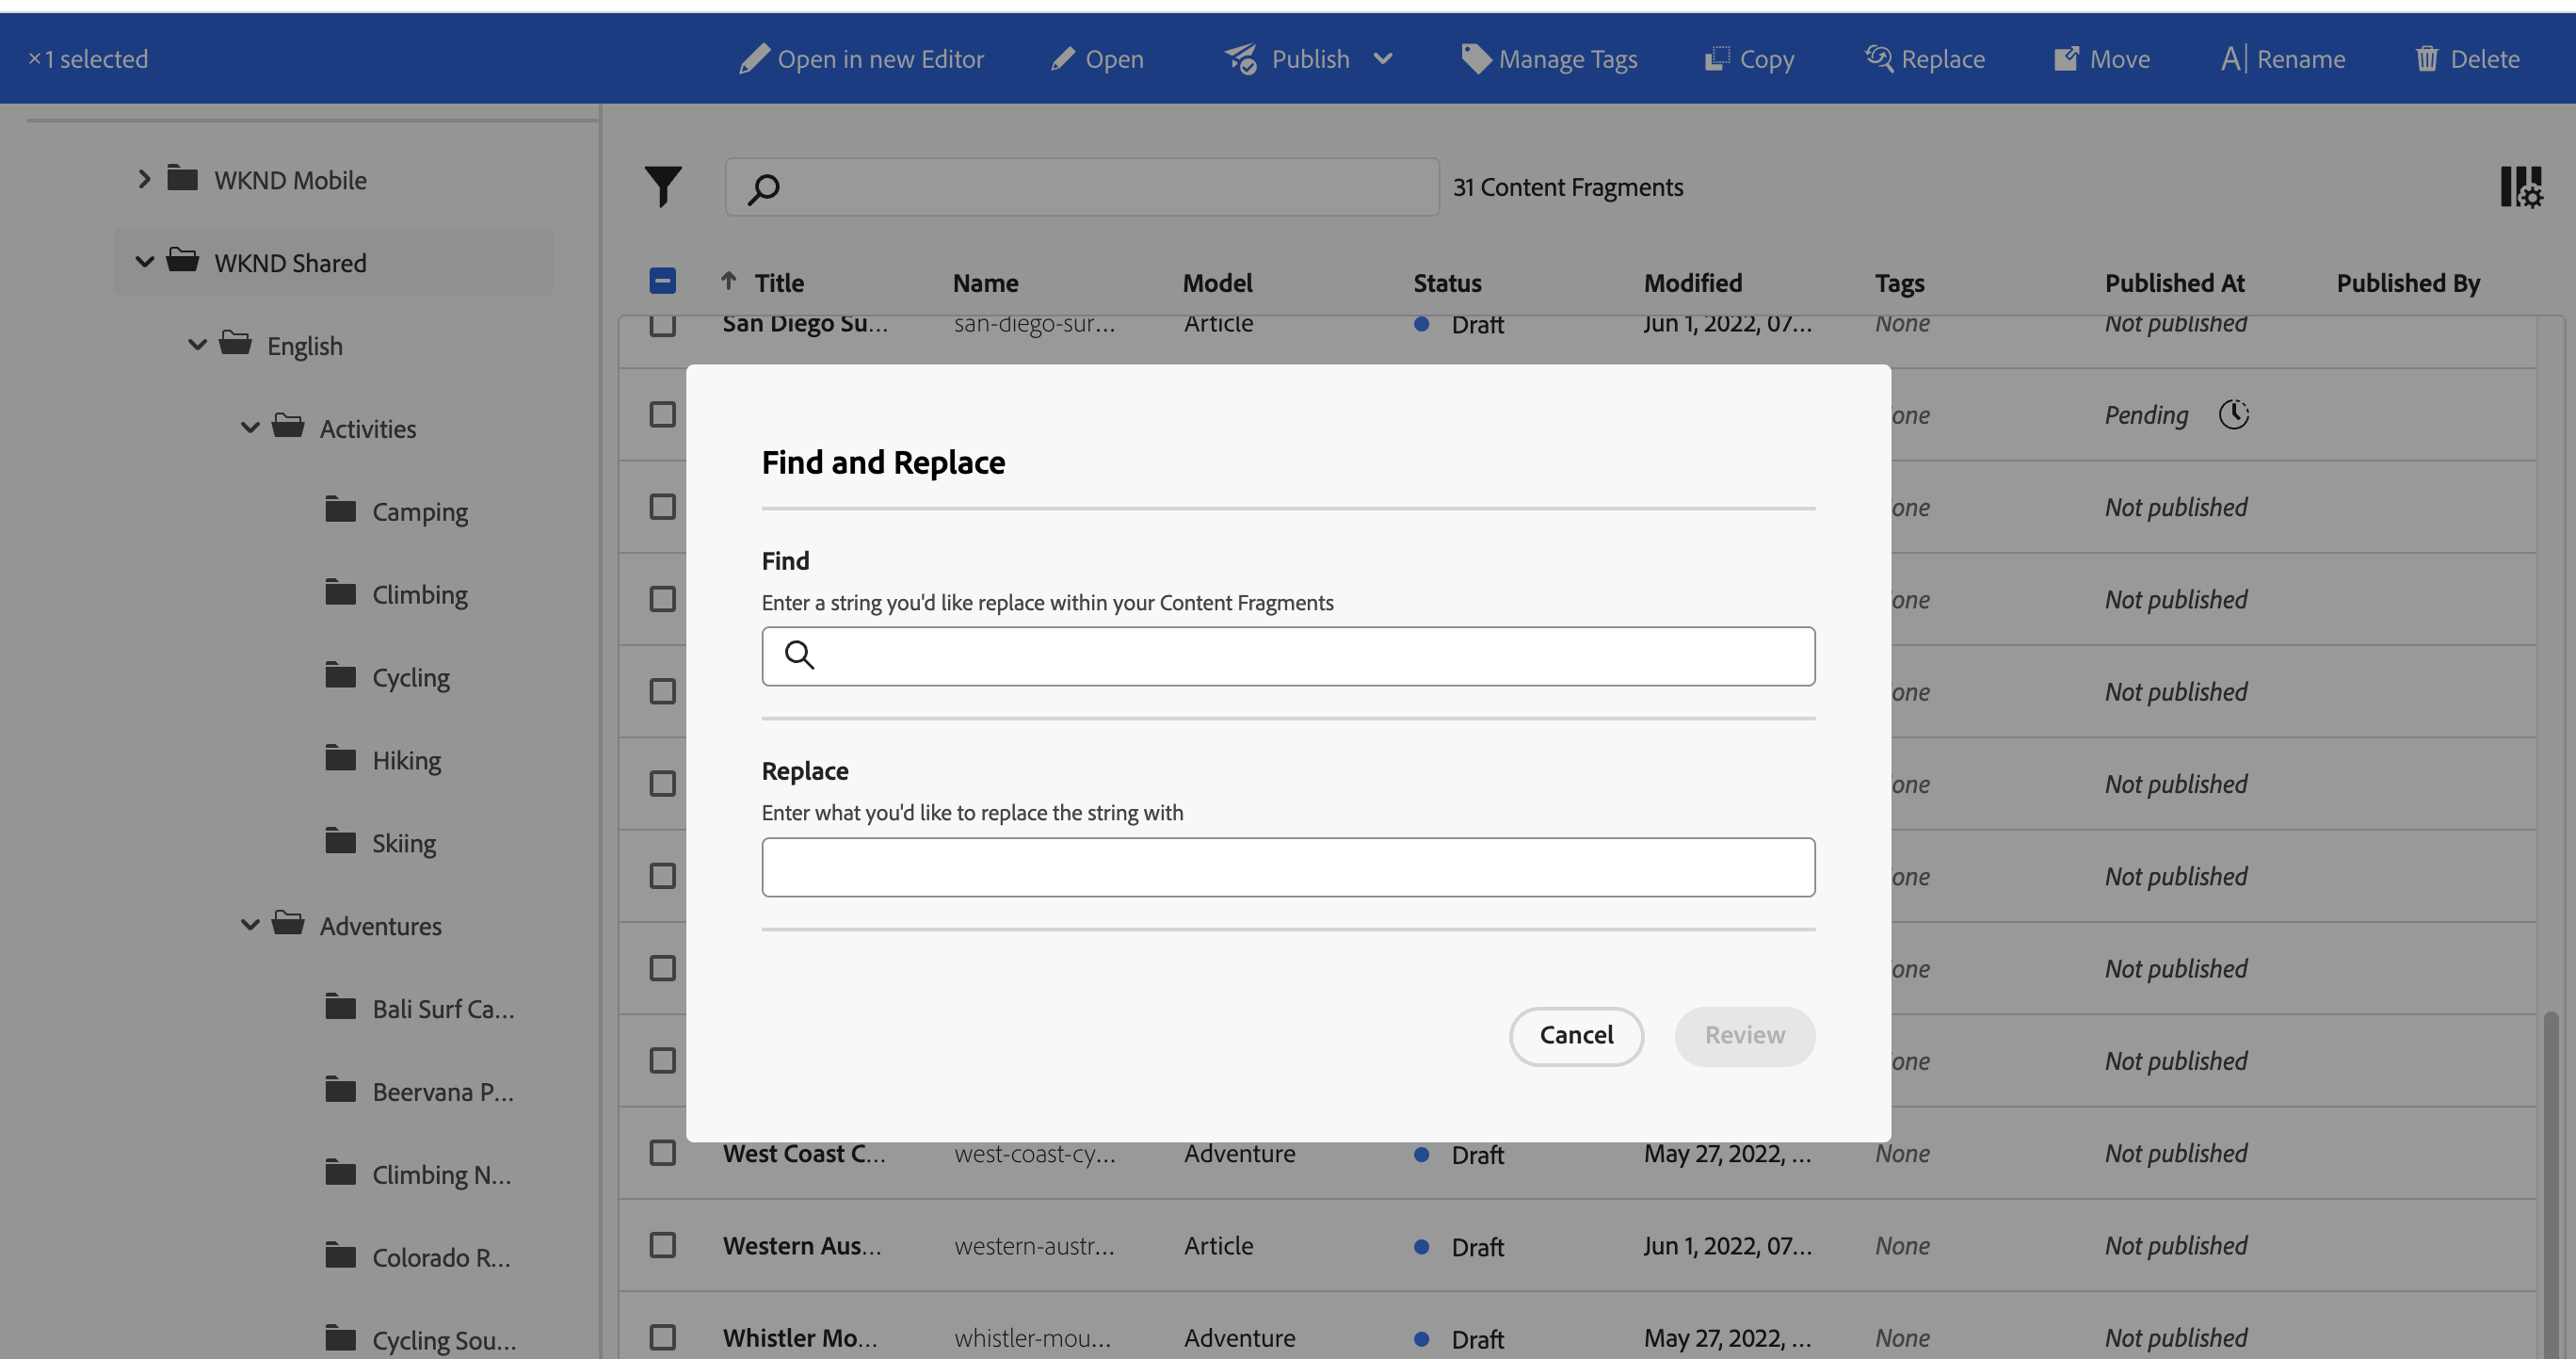 ×1 selected
Open in new Editor
Open
Publish
Manage Tags
Copy
Replace
Move
Rename
Delete
WKND Mobile
WKND Shared
English
Activities
Camping
Climbing
Cycling
Hiking
Skiing
Adventures
Bali Surf Ca...
Beervana P...
Climbing N...
Colorado R...
Cycling Sou...
31 Content Fragments
Title Name Model Status Modified Tags Published At Published By
San Diego Su... san-diego-sur... Article Draft Jun 1, 2022, 07... None Not published
one Pending
one Not published
one Not published
one Not published
one Not published
one Not published
one Not published
one Not published
West Coast C... west-coast-cy... Adventure Draft May 27, 2022, ... None Not published
Western Aus... western-austr... Article Draft Jun 1, 2022, 07... None Not published
Whistler Mo... whistler-mou... Adventure Draft May 27, 2022, ... None Not published
Find and Replace
Find
Enter a string you'd like replace within your Content Fragments
Replace
Enter what you'd like to replace the string with
Cancel
Review